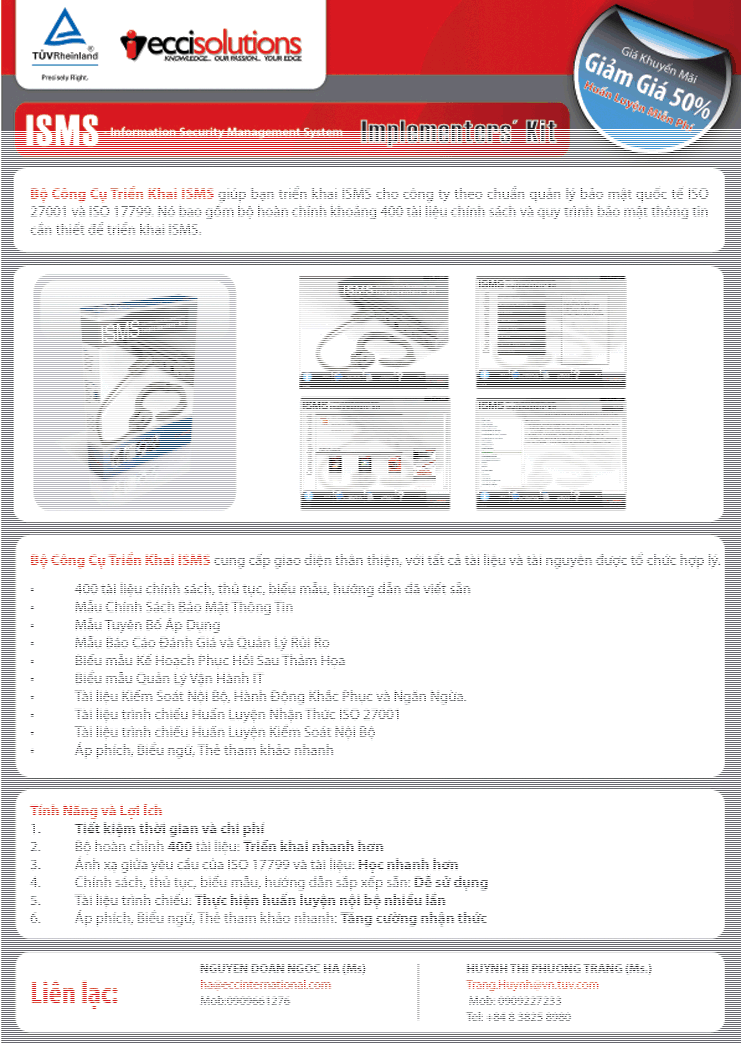 TÜVRheinland®
Precisely Right.
eccisolutions
KNOWLEDGE... OUR PASSION... YOUR EDGE
Giá Khuyến Mãi
Giảm Giá 50%
Huấn Luyện Miễn Phí
ISMS - Information Security Management System Implementers' Kit
Bộ Công Cụ Triển Khai ISMS giúp bạn triển khai ISMS cho công ty theo chuẩn quản lý bảo mật quốc tế ISO
27001 và ISO 17799. Nó bao gồm bộ hoàn chỉnh khoảng 400 tài liệu chính sách và quy trình bảo mật thông tin
cần thiết để triển khai ISMS.
ISMS
ISMS
ISMS
ISMS
ISMS
Bộ Công Cụ Triển Khai ISMS cung cấp giao diện thân thiện, với tất cả tài liệu và tài nguyên được tổ chức hợp lý.
- 400 tài liệu chính sách, thủ tục, biểu mẫu, hướng dẫn đã viết sẵn
- Mẫu Chính Sách Bảo Mật Thông Tin
- Mẫu Tuyên Bố Áp Dụng
- Mẫu Báo Cáo Đánh Giá và Quản Lý Rủi Ro
- Biểu mẫu Kế Hoạch Phục Hồi Sau Thảm Hoạ
- Biểu mẫu Quản Lý Vận Hành IT
- Tài liệu Kiểm Soát Nội Bộ, Hành Động Khắc Phục và Ngăn Ngừa.
- Tài liệu trình chiếu Huấn Luyện Nhận Thức ISO 27001
- Tài liệu trình chiếu Huấn Luyện Kiểm Soát Nội Bộ
- Áp phích, Biểu ngữ, Thẻ tham khảo nhanh
Tính Năng và Lợi Ích
1. Tiết kiệm thời gian và chi phí
2. Bộ hoàn chỉnh 400 tài liệu: Triển khai nhanh hơn
3. Ánh xạ giữa yêu cầu của ISO 17799 và tài liệu: Học nhanh hơn
4. Chính sách, thủ tục, biểu mẫu, hướng dẫn sắp xếp sẵn: Dễ sử dụng
5. Tài liệu trình chiếu: Thực hiện huấn luyện nội bộ nhiều lần
6. Áp phích, Biểu ngữ, Thẻ tham khảo nhanh: Tăng cường nhận thức
Liên lạc:
NGUYEN DOAN NGOC HA (Ms)
ha@eccinternational.com
Mob:0909661276
HUYNH THI PHUONG TRANG (Ms.)
Trang.Huynh@vn.tuv.com
Mob: 0909227233
Tel: +84 8 3825 8980